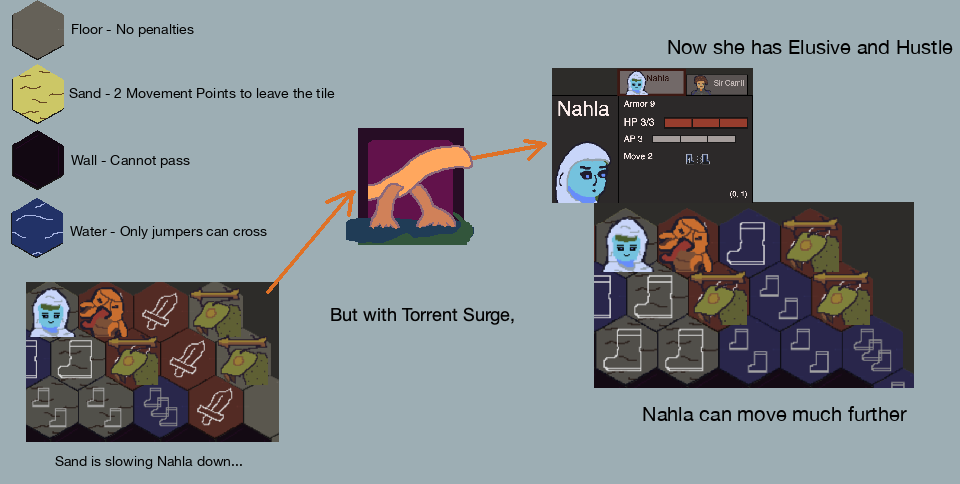 Floor - No penalties
Sand - 2 Movement Points to leave the tile
Wall - Cannot pass
Water - Only jumpers can cross
Sand is slowing Nahla down...
But with Torrent Surge,
Now she has Elusive and Hustle
Nahla
Sir Carril
Nahla
Armor 9
HP 3/3
AP 3
Move 2
(0, 1)
Nahla can move much further